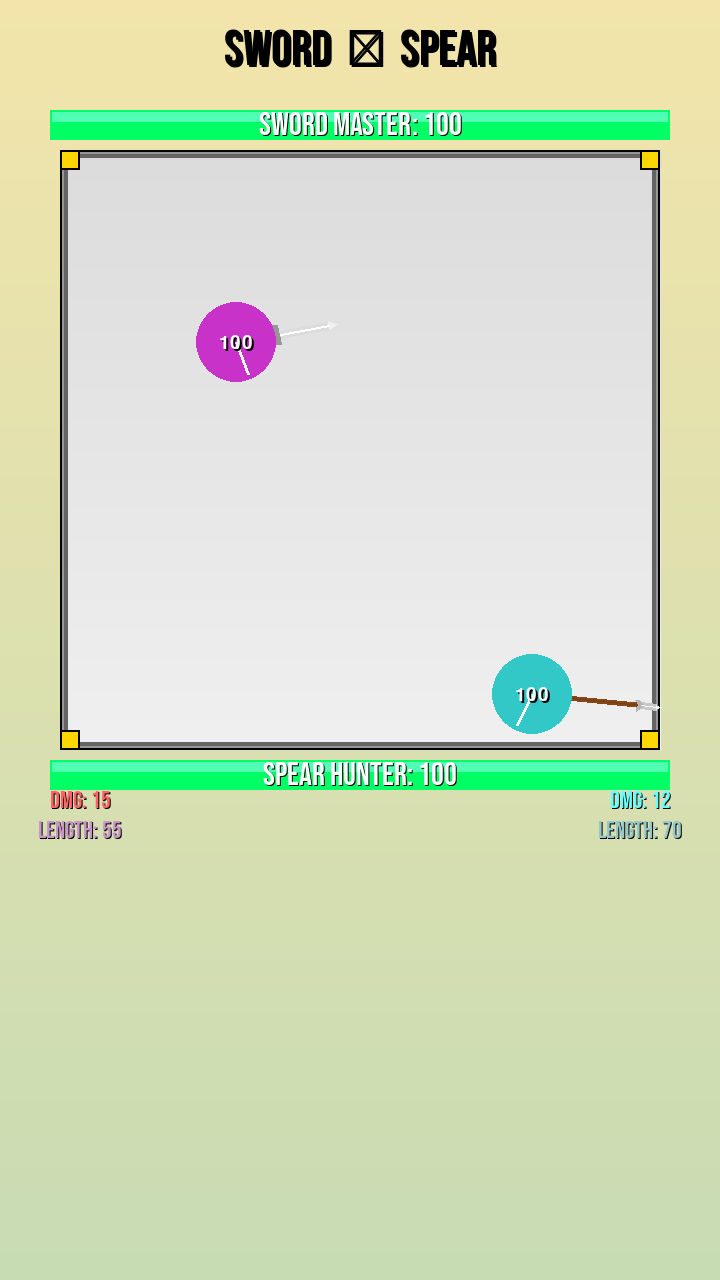 SWORD ☒ SPEAR
SWORD MASTER: 100
100
100
SPEAR HUNTER: 100
DMG: 15 DMG: 12
LENGTH: 55 LENGTH: 70